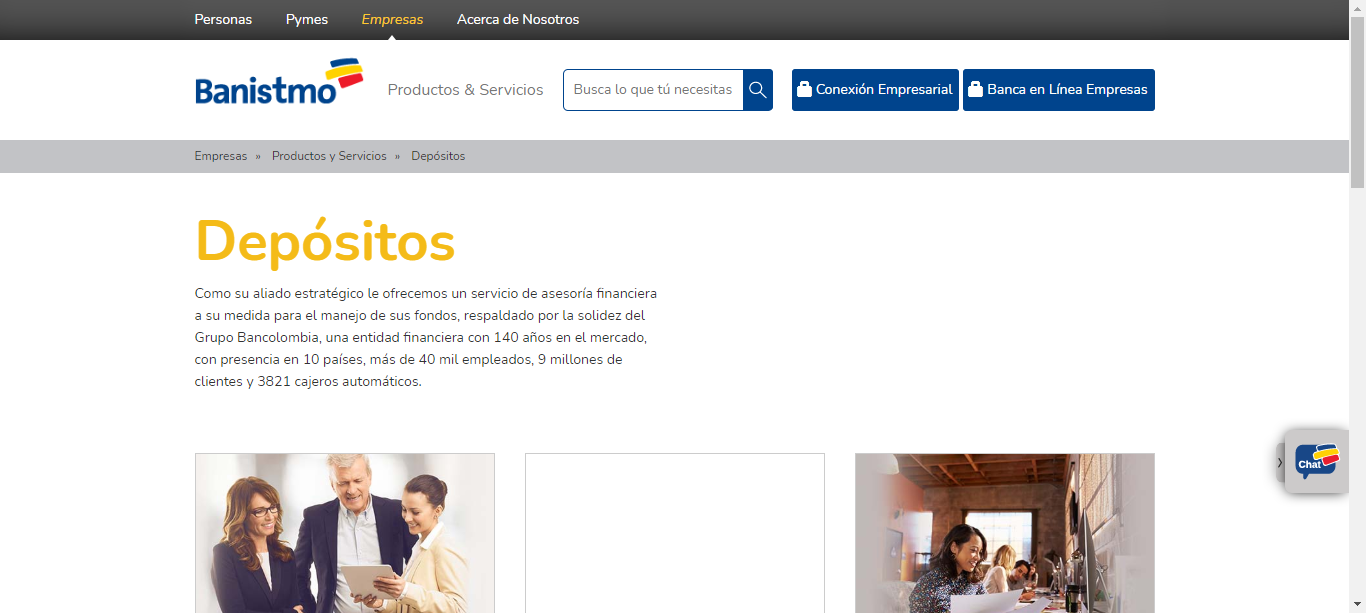 Personas Pymes Empresas Acerca de Nosotros
Banistmo Productos & Servicios Busca lo que tú necesitas Conexión Empresarial Banca en Línea Empresas
Empresas » Productos y Servicios » Depósitos
Depósitos
Como su aliado estratégico le ofrecemos un servicio de asesoría financiera
a su medida para el manejo de sus fondos, respaldado por la solidez del
Grupo Bancolombia, una entidad financiera con 140 años en el mercado,
con presencia en 10 países, más de 40 mil empleados, 9 millones de
clientes y 3821 cajeros automáticos.
Chat